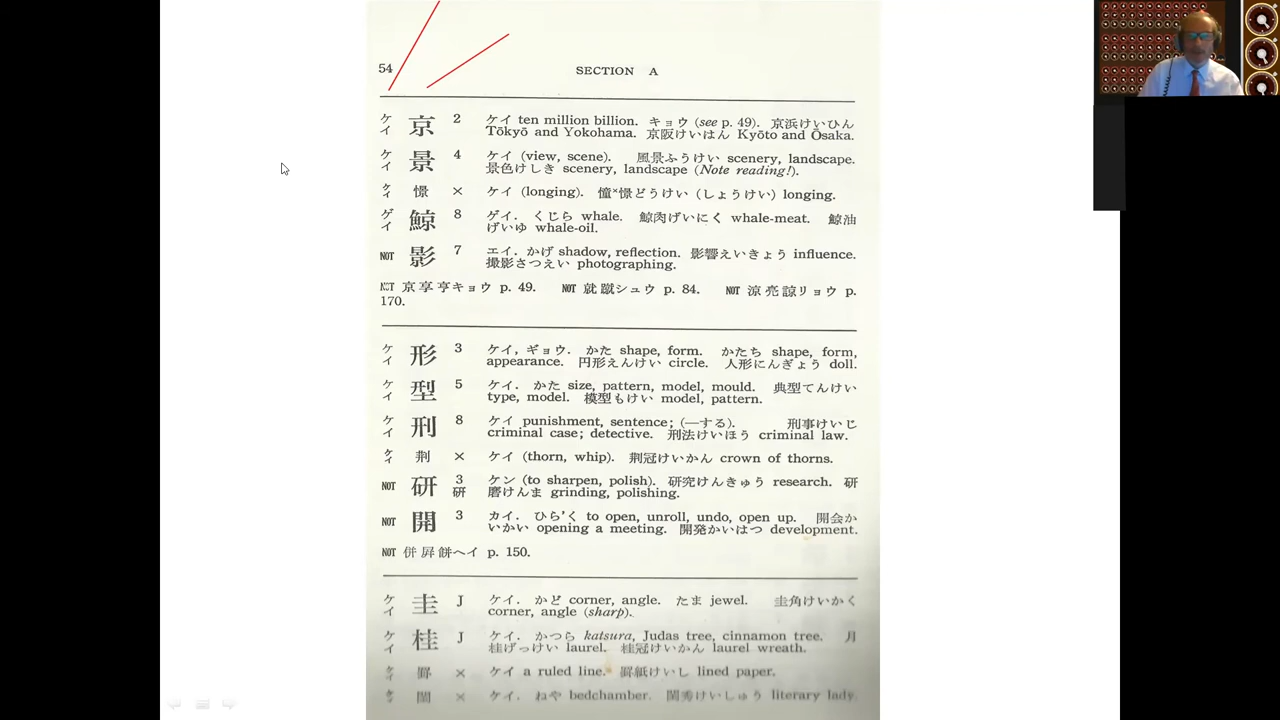 54 SECTION A
ケイ 京 2 ケイ ten million billion. キョウ (see p. 49). 京浜けいひん
Tōkyō and Yokohama. 京阪けいはん Kyōto and Ōsaka.
ケイ 景 4 ケイ (view, scene). 風景ふうけい scenery, landscape.
景色けしき scenery, landscape (Note reading!).
ケイ 憬 × ケイ (longing). 憧×憬どうけい (しょうけい) longing.
ゲイ 鯨 8 ゲイ. くじら whale. 鯨肉げいにく whale-meat. 鯨油
げいゆ whale-oil.
NOT 影 7 エイ. かげ shadow, reflection. 影響えいきょう influence.
撮影さつえい photographing.
NOT 京享亨キョウ p. 49. NOT 就蹴シュウ p. 84. NOT 涼亮諒リョウ p.
170.
ケイ 形 3 ケイ, ギョウ. かた shape, form. かたち shape, form,
appearance. 円形えんけい circle. 人形にんぎょう doll.
ケイ 型 5 ケイ. かた size, pattern, model, mould. 典型てんけい
type, model. 模型もけい model, pattern.
ケイ 刑 8 ケイ punishment, sentence; (—する). 刑事けいじ
criminal case; detective. 刑法けいほう criminal law.
ケイ 荆 × ケイ (thorn, whip). 荆冠けいかん crown of thorns.
NOT 研 3 ケン (to sharpen, polish). 研究けんきゅう research. 研
研 磨けんま grinding, polishing.
NOT 開 3 カイ. ひら’く to open, unroll, undo, open up. 開会か
いかい opening a meeting. 開発かいはつ development.
NOT 併屏餅ヘイ p. 150.
ケイ 圭 J ケイ. かど corner, angle. たま jewel. 圭角けいかく
corner, angle (sharp).
ケイ 桂 J ケイ. かつら katsura, Judas tree, cinnamon tree. 月
桂げっけい laurel. 桂冠けいかん laurel wreath.
ケイ 罫 × ケイ a ruled line. 罫紙けいし lined paper.
ケイ 閨 × ケイ. ねや bedchamber. 閨秀けいしゅう literary lady.